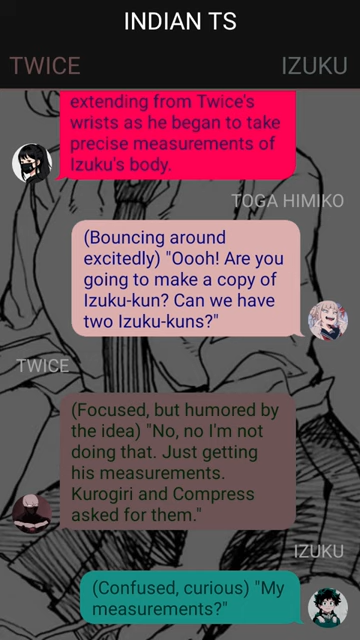 INDIAN TS
TWICE
IZUKU
extending from Twice's
wrists as he began to take
precise measurements of
Izuku's body.
TOGA HIMIKO
(Bouncing around
excitedly) "Oooh! Are you
going to make a copy of
Izuku-kun? Can we have
two Izuku-kuns?"
TWICE
(Focused, but humored by
the idea) "No, no I'm not
doing that. Just getting
his measurements.
Kurogiri and Compress
asked for them."
IZUKU
(Confused, curious) "My
measurements?"